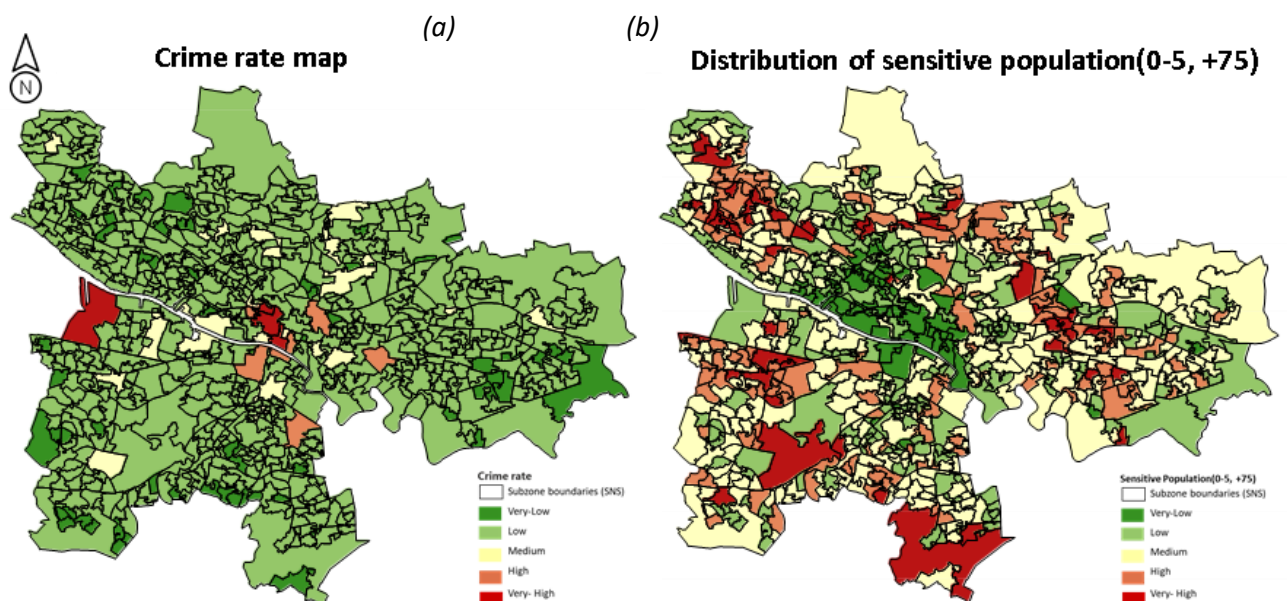 (a)
(b)
Crime rate map
Distribution of sensitive population(0-5, +75)
N
Crime rate
Subzone boundaries (SNS)
Very-Low
Low
Medium
High
Very- High
Sensitive Population(0-5, +75)
Subzone boundaries (SNS)
Very-Low
Low
Medium
High
Very- High